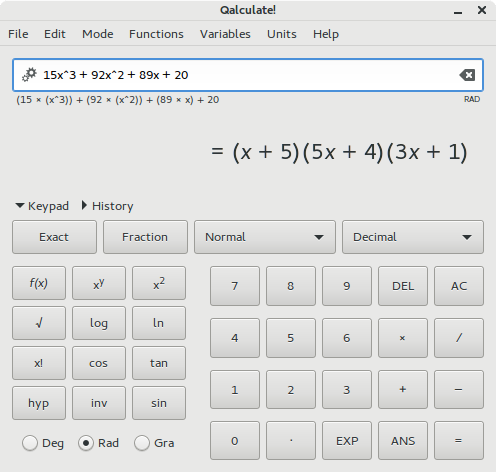 Qalculate!
File Edit Mode Functions Variables Units Help
15x^3 + 92x^2 + 89x + 20
(15 × (x^3)) + (92 × (x^2)) + (89 × x) + 20 RAD
= (x + 5)(5x + 4)(3x + 1)
Keypad History
Exact Fraction Normal Decimal
f(x) xʸ x² 7 8 9 DEL AC
√ log ln 4 5 6 × /
x! cos tan 1 2 3 + −
hyp inv sin 0 · EXP ANS =
Deg Rad Gra